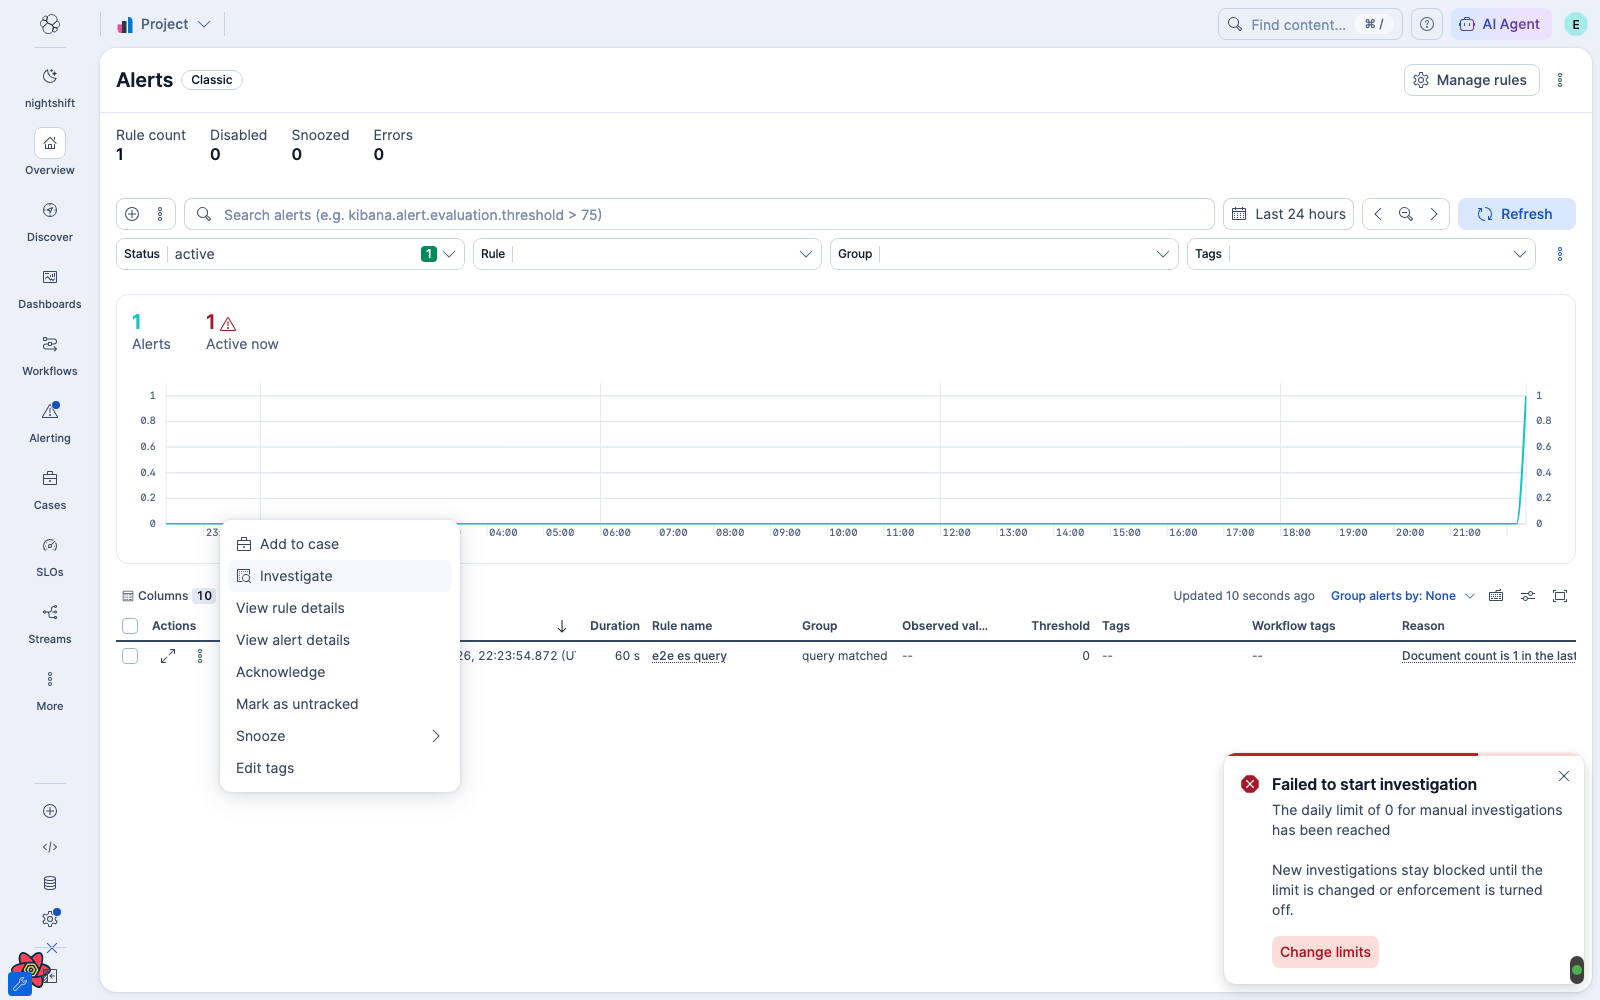 Project
Find content...
⌘ /
AI Agent
E
nightshift
Overview
Discover
Dashboards
Workflows
Alerting
Cases
SLOs
Streams
More
Alerts
Classic
Manage rules
Rule count
1
Disabled
0
Snoozed
0
Errors
0
Search alerts (e.g. kibana.alert.evaluation.threshold > 75)
Last 24 hours
Refresh
Status
active
1
Rule
Group
Tags
1
Alerts
1
Active now
1
0.8
0.6
0.4
0.2
0
1
0.8
0.6
0.4
0.2
0
23:
04:00
05:00
06:00
07:00
08:00
09:00
10:00
11:00
12:00
13:00
14:00
15:00
16:00
17:00
18:00
19:00
20:00
21:00
Columns 10
Updated 10 seconds ago
Group alerts by: None
Actions
Duration
Rule name
Group
Observed val...
Threshold
Tags
Workflow tags
Reason
26, 22:23:54.872 (U
60 s
e2e es query
query matched
--
0
--
--
Document count is 1 in the last
Add to case
Investigate
View rule details
View alert details
Acknowledge
Mark as untracked
Snooze
Edit tags
Failed to start investigation
The daily limit of 0 for manual investigations
has been reached
New investigations stay blocked until the
limit is changed or enforcement is turned
off.
Change limits